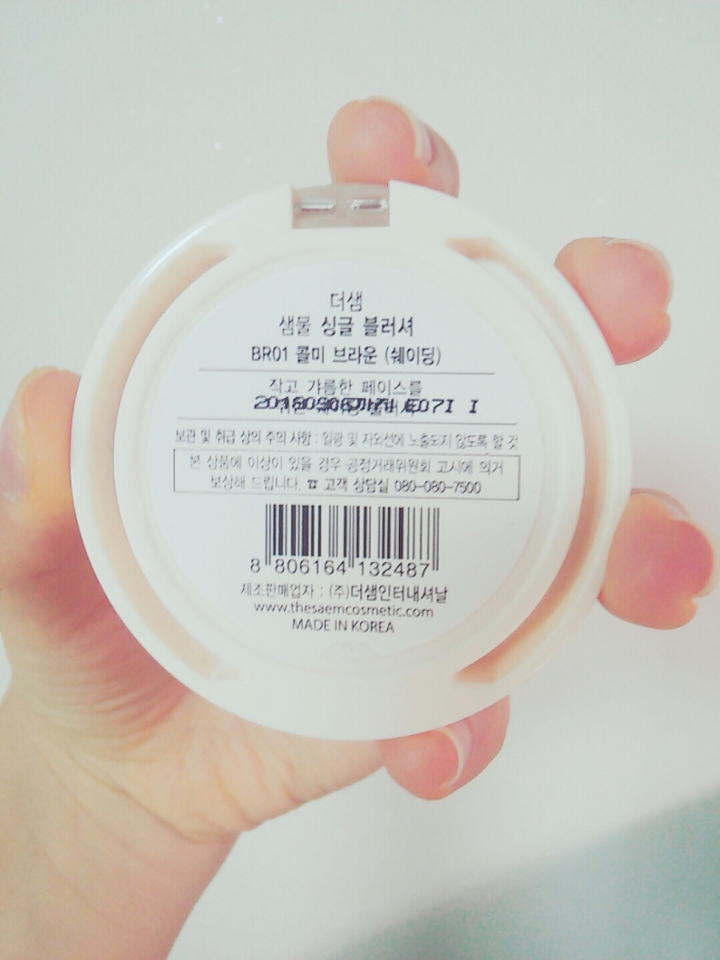 더샘
샘물 싱글 블러셔
BR01 콜미 브라운 (쉐이딩)
작고 갸름한 페이스를
보관 및 취급 상의 주의 사항 : 일광 및 자외선에 노출되지 않도록 할 것
본 상품에 이상이 있을 경우 공정거래위원회 고시에 의거
보상해 드립니다. ☎ 고객 상담실 080-080-7500
8 806164 132487
제조판매업자 : (주)더샘인터내셔날
www.thesaemcosmetic.com
MADE IN KOREA